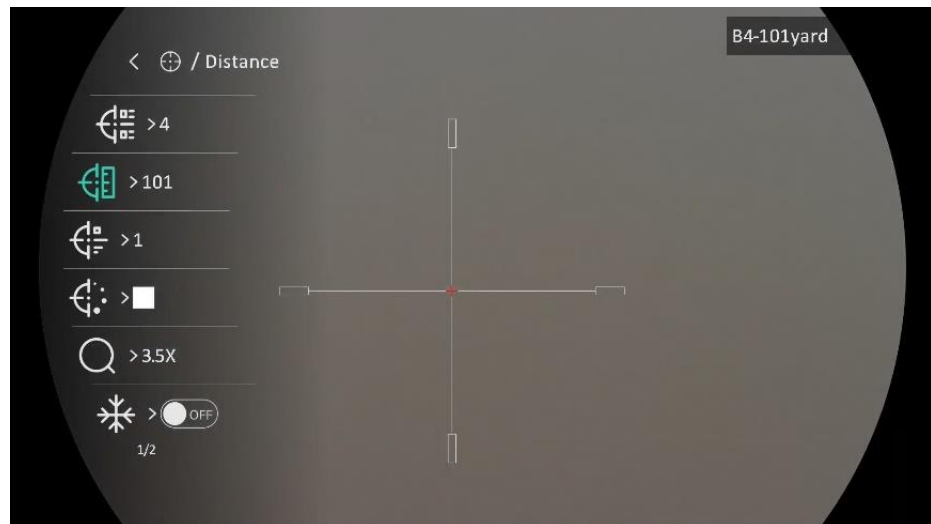 B4-101yard
< / Distance
>4
>101
>1
>
>3.5X
> OFF
1/2